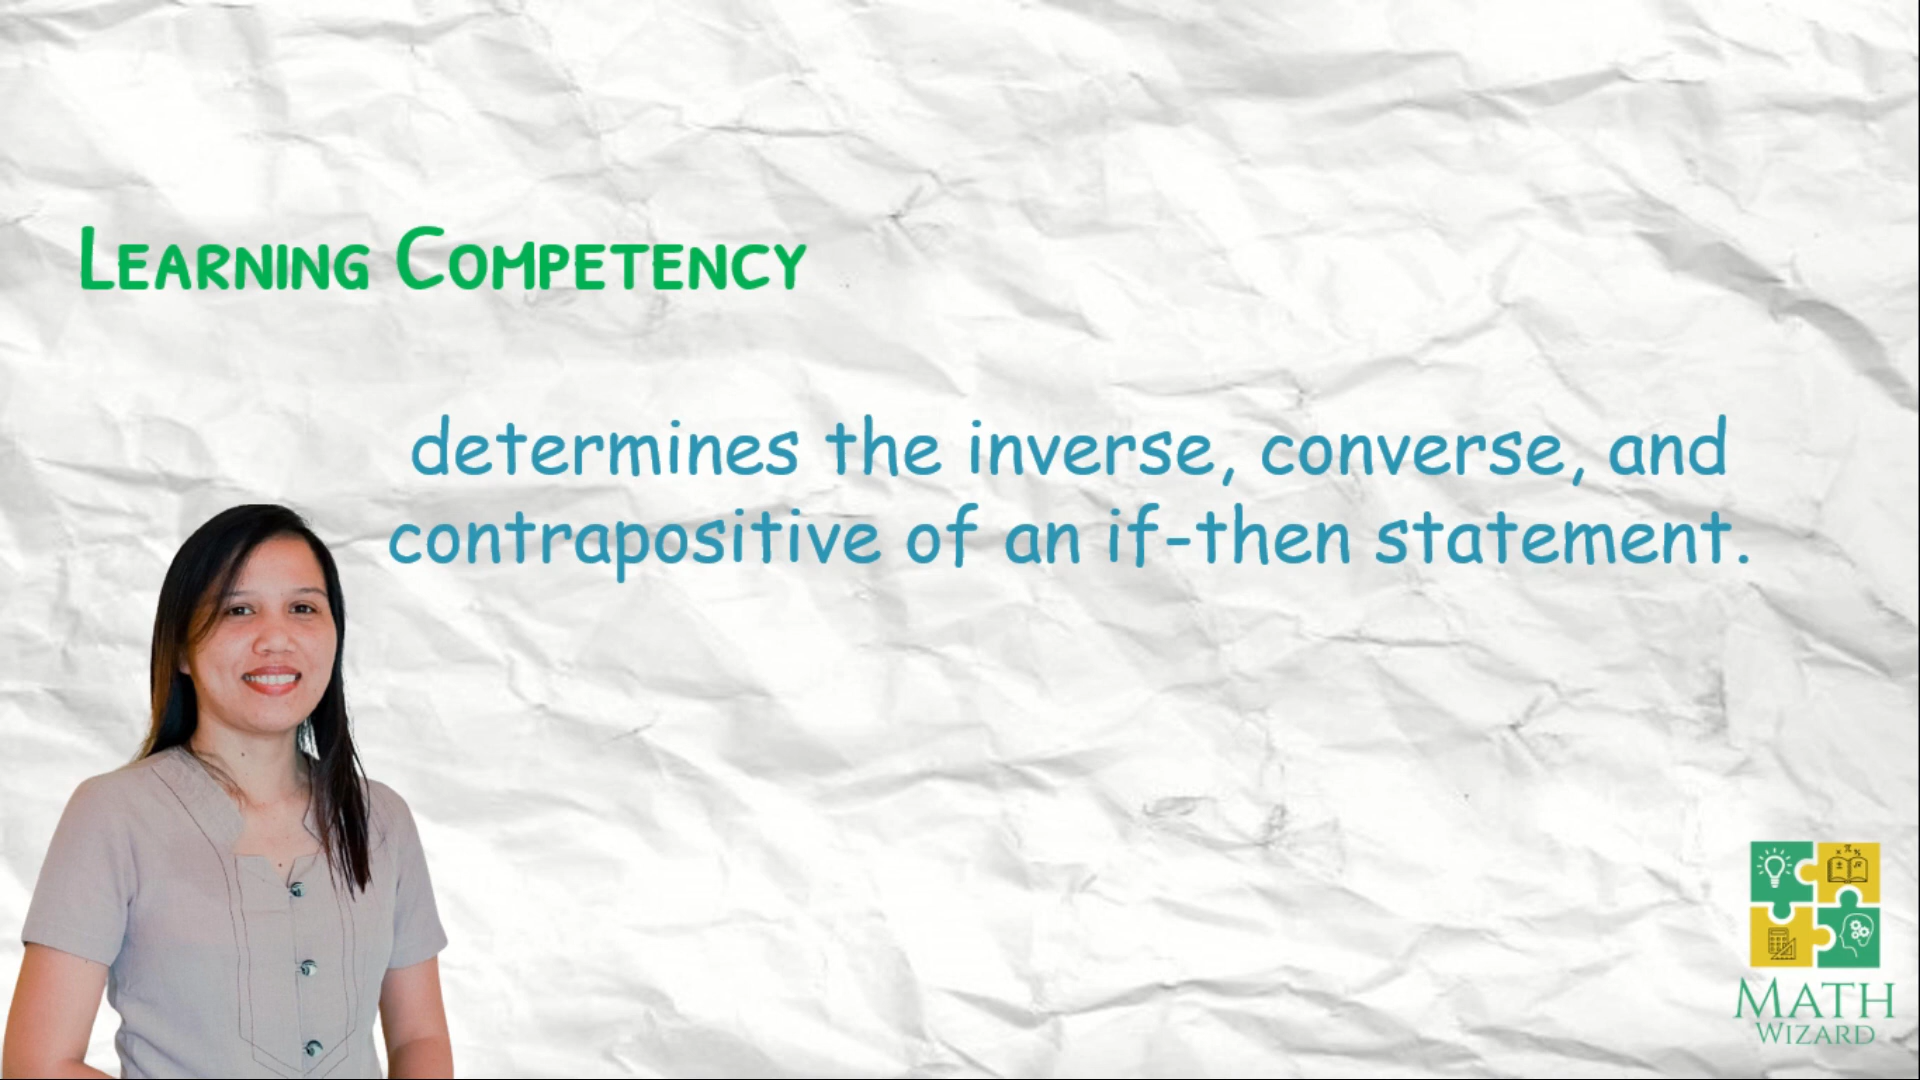 LEARNING COMPETENCY
determines the inverse, converse, and
contrapositive of an if-then statement.
MATH
WIZARD